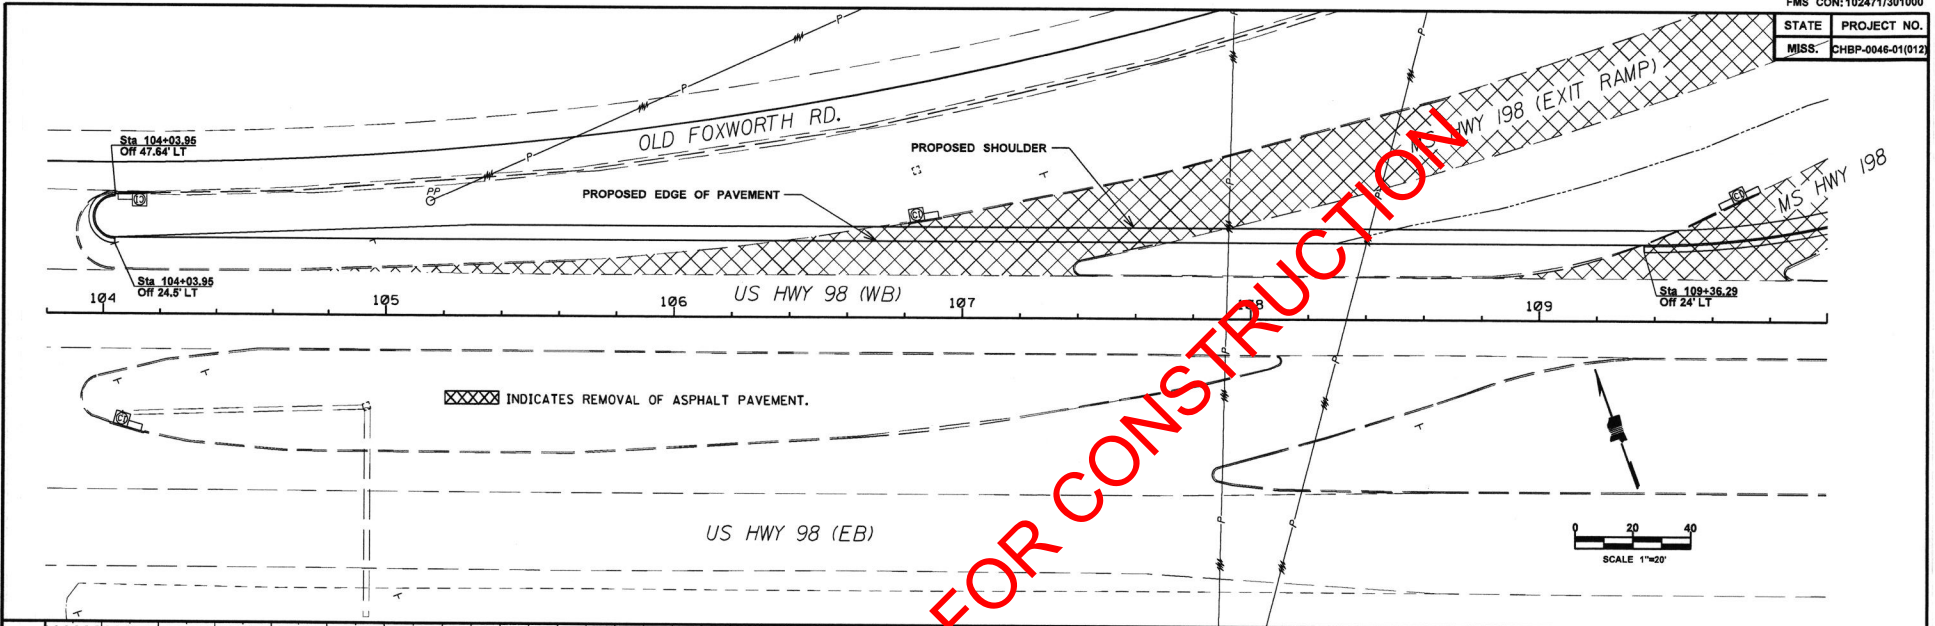 FMS CON:102471/301000
STATE PROJECT NO.
MISS. CHBP-0046-01(012)
Sta 104+03.95
Off 47.64' LT
OLD FOXWORTH RD.
PROPOSED SHOULDER
MS HWY 198 (EXIT RAMP)
PP
PROPOSED EDGE OF PAVEMENT
MS HWY 198
Sta 104+03.95
Off 24.5' LT
US HWY 98 (WB)
Sta 109+36.29
Off 24' LT
104 105 106 107 108 109
INDICATES REMOVAL OF ASPHALT PAVEMENT.
US HWY 98 (EB)
0 20 40
SCALE 1"=20'
FOR CONSTRUCTION